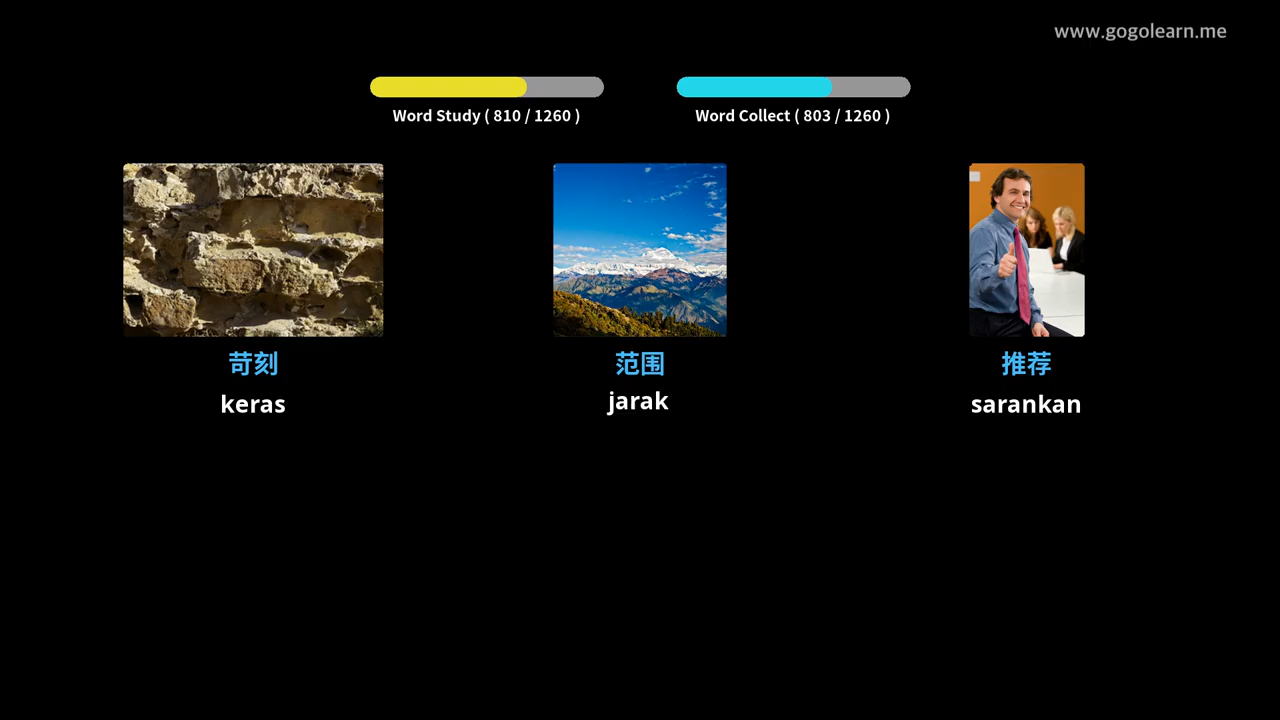 www.gogolearn.me
Word Study ( 810 / 1260 )
Word Collect ( 803 / 1260 )
苛刻
范围
推荐
keras
jarak
sarankan